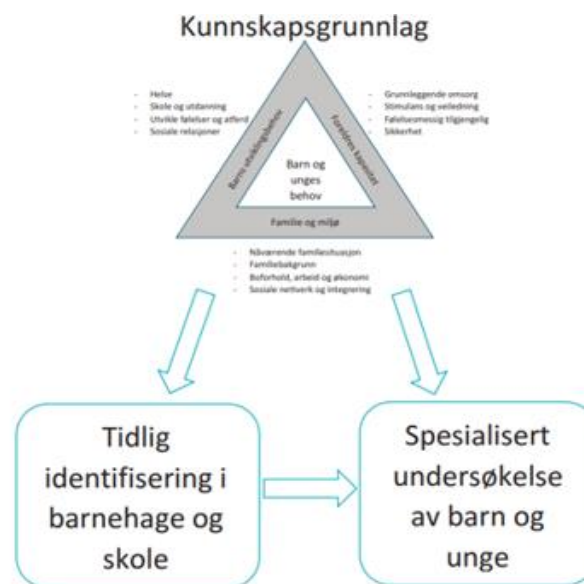 Kunnskapsgrunnlag
- Helse
- Skole og utdanning
- Utvikle følelser og atferd
- Sosiale relasjoner
- Grunnleggende omsorg
- Stimulans og veiledning
- Følelsesmessig tilgjengelig
- Sikkerhet
Barns utviklingsbehov
Foreldres kapasitet
Barn og
unges
behov
Familie og miljø
- Nåværende familiesituasjon
- Familiebakgrunn
- Boforhold, arbeid og økonomi
- Sosiale nettverk og integrering
Tidlig
identifisering i
barnehage og
skole
Spesialisert
undersøkelse
av barn og
unge